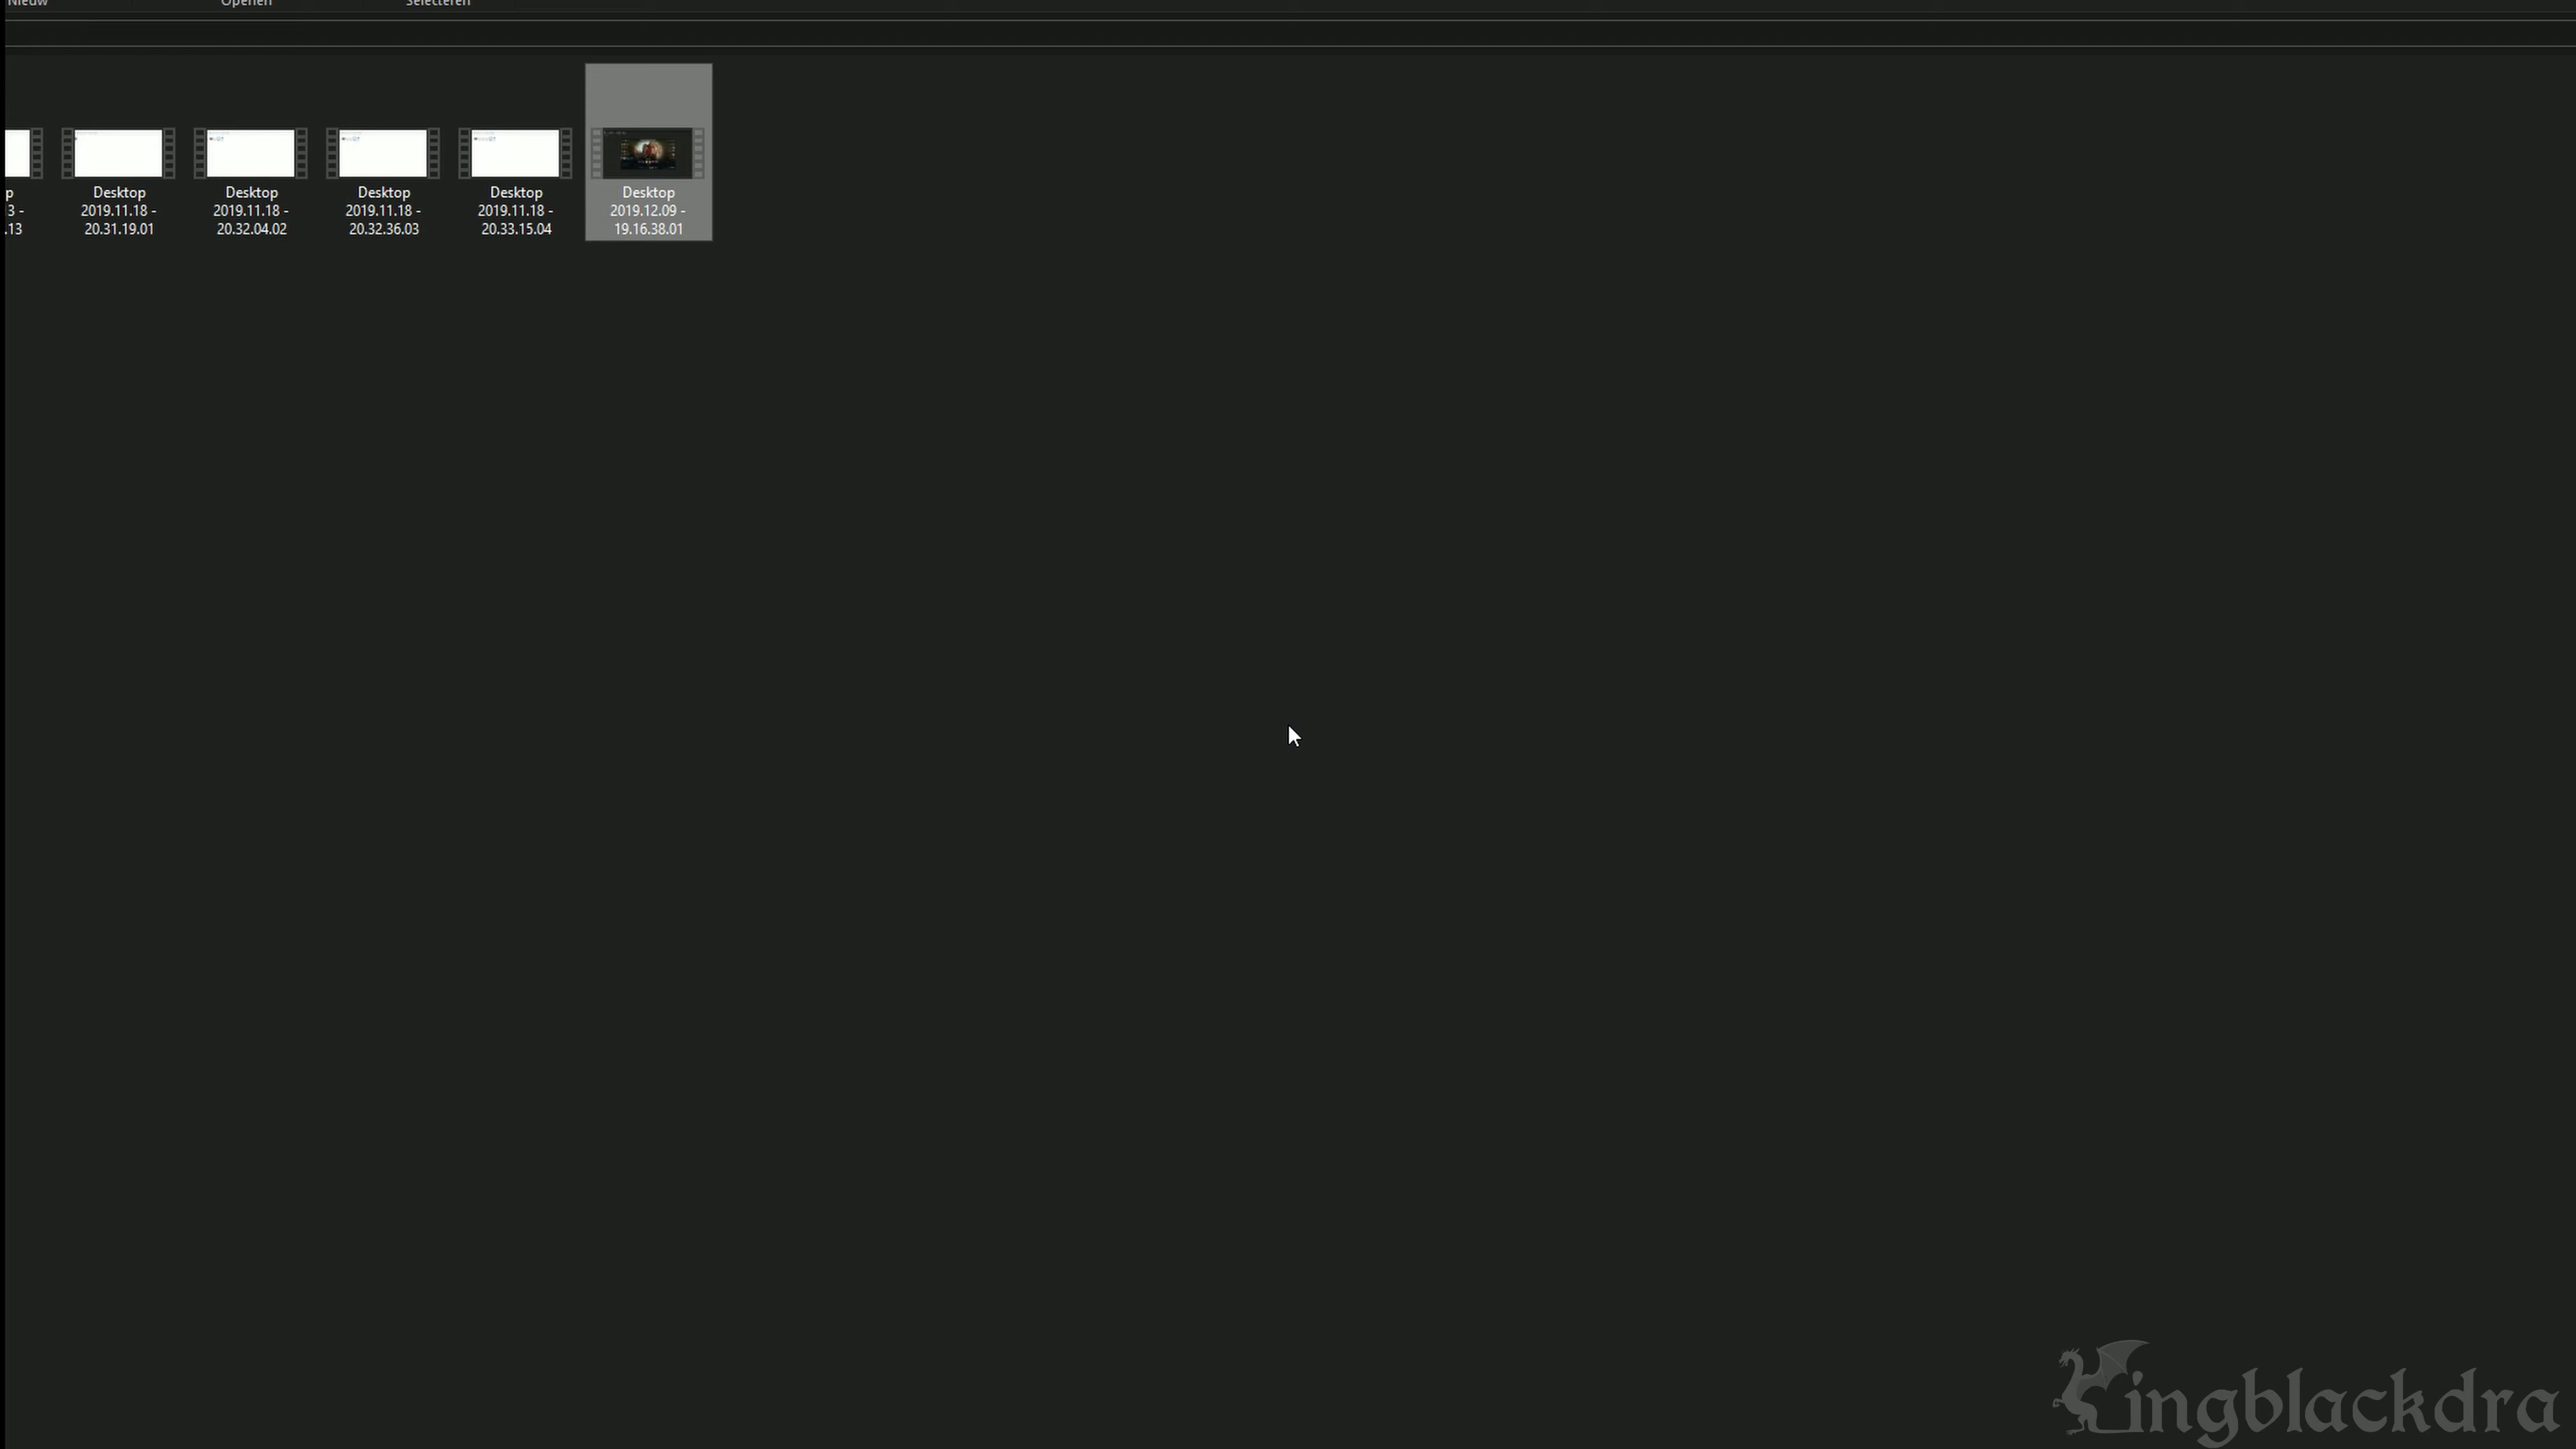 Nieuw Openen Selecteren
p
3 -
.13
Desktop
2019.11.18 -
20.31.19.01
Desktop
2019.11.18 -
20.32.04.02
Desktop
2019.11.18 -
20.32.36.03
Desktop
2019.11.18 -
20.33.15.04
Desktop
2019.12.09 -
19.16.38.01
ingblackdra